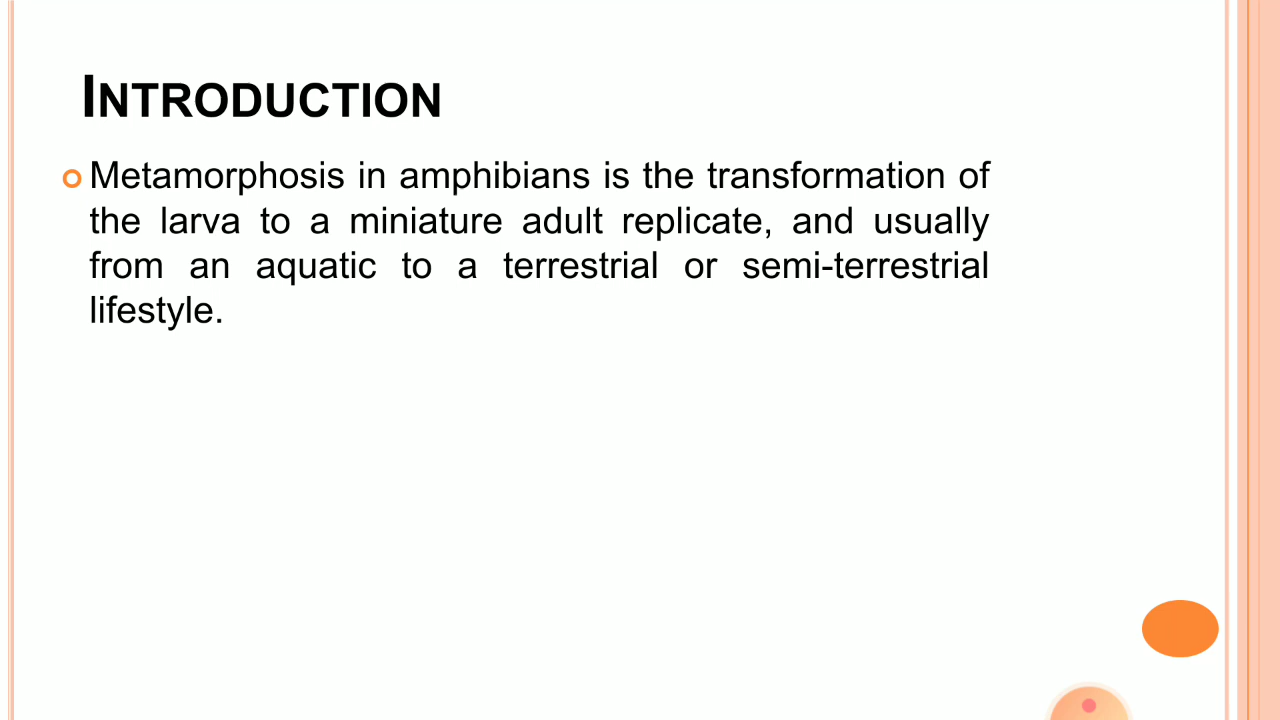 INTRODUCTION
Metamorphosis in amphibians is the transformation of
the larva to a miniature adult replicate, and usually
from an aquatic to a terrestrial or semi-terrestrial
lifestyle.